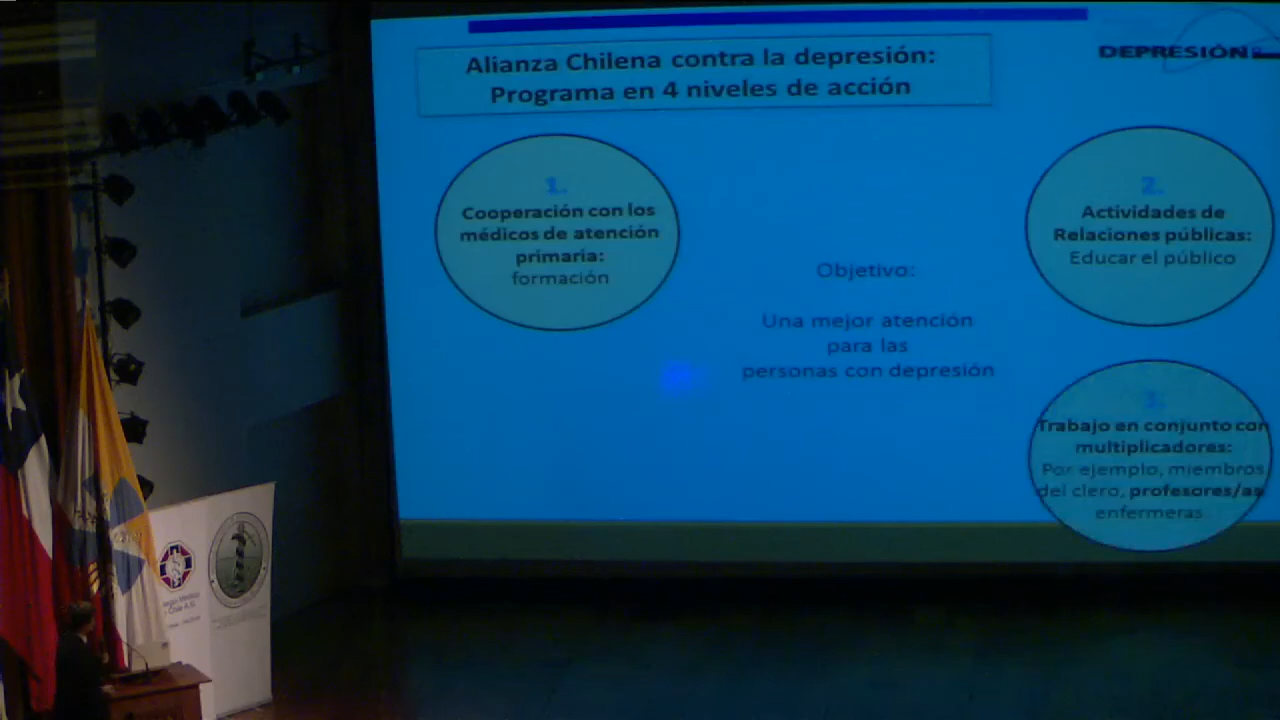 Alianza Chilena contra la depresión:
Programa en 4 niveles de acción
DEPRESIÓN
1.
Cooperación con los
médicos de atención
primaria:
formación
2.
Actividades de
Relaciones públicas:
Educar el público
Objetivo:
Una mejor atención
para las
personas con depresión
3.
Trabajo en conjunto con
multiplicadores:
Por ejemplo, miembros
del clero, profesores/as
enfermeras